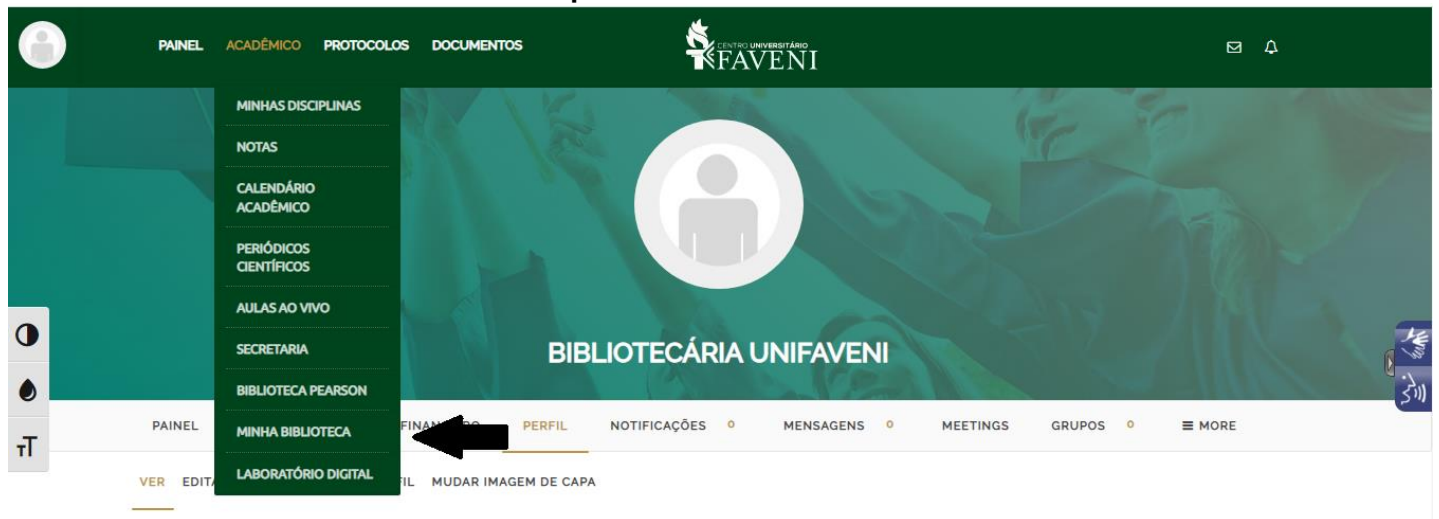 PAINEL ACADÊMICO PROTOCOLOS DOCUMENTOS
CENTRO UNIVERSITÁRIO
FAVENI
MINHAS DISCIPLINAS
NOTAS
CALENDÁRIO
ACADÊMICO
PERIÓDICOS
CIENTÍFICOS
AULAS AO VIVO
SECRETARIA
BIBLIOTECA PEARSON
MINHA BIBLIOTECA
LABORATÓRIO DIGITAL
BIBLIOTECÁRIA UNIFAVENI
PAINEL PERFIL NOTIFICAÇÕES 0 MENSAGENS 0 MEETINGS GRUPOS 0 MORE
VER MUDAR IMAGEM DE CAPA
TT